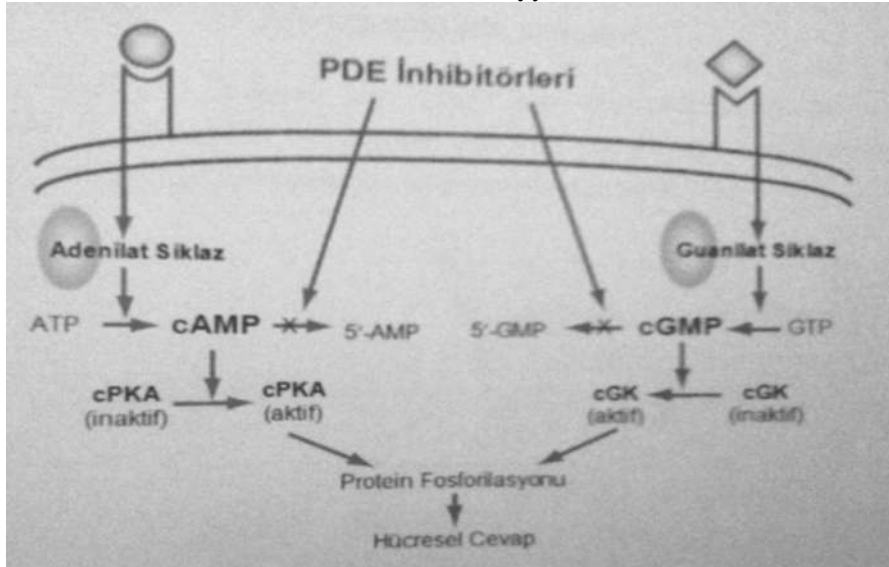 PDE İnhibitörleri
Adenilat Siklaz
Guanilat Siklaz
ATP
cAMP
5'-AMP
5'-GMP
cGMP
GTP
cPKA
(inaktif)
cPKA
(aktif)
cGK
(aktif)
cGK
(inaktif)
Protein Fosforilasyonu
Hücresel Cevap